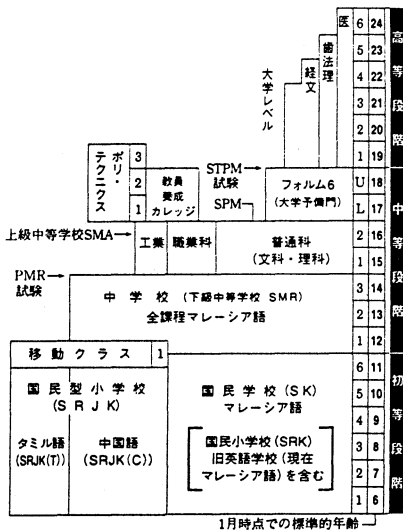 医 6 24
歯法理 5 23
経文 4 22
大学レベル 3 21
2 20
1 19
高等段階
ポリ・テクニクス 3 2 1
教員養成カレッジ
STPM試験
SPM
フォルム6
(大学予備門)
U 18
L 17
上級中等学校SMA
工業 職業科 普通科
(文科・理科)
2 16
1 15
PMR試験
中学校 (下級中等学校 SMR)
全課程マレーシア語
3 14
2 13
1 12
中等段階
移動クラス 1
国民型小学校
(SRJK)
タミル語
(SRJK(T))
中国語
(SRJK(C))
国民学校(SK)
マレーシア語
国民小学校(SRK)
旧英語学校(現在
マレーシア語)を含む
6 11
5 10
4 9
3 8
2 7
1 6
初等段階
1月時点での標準的年齢